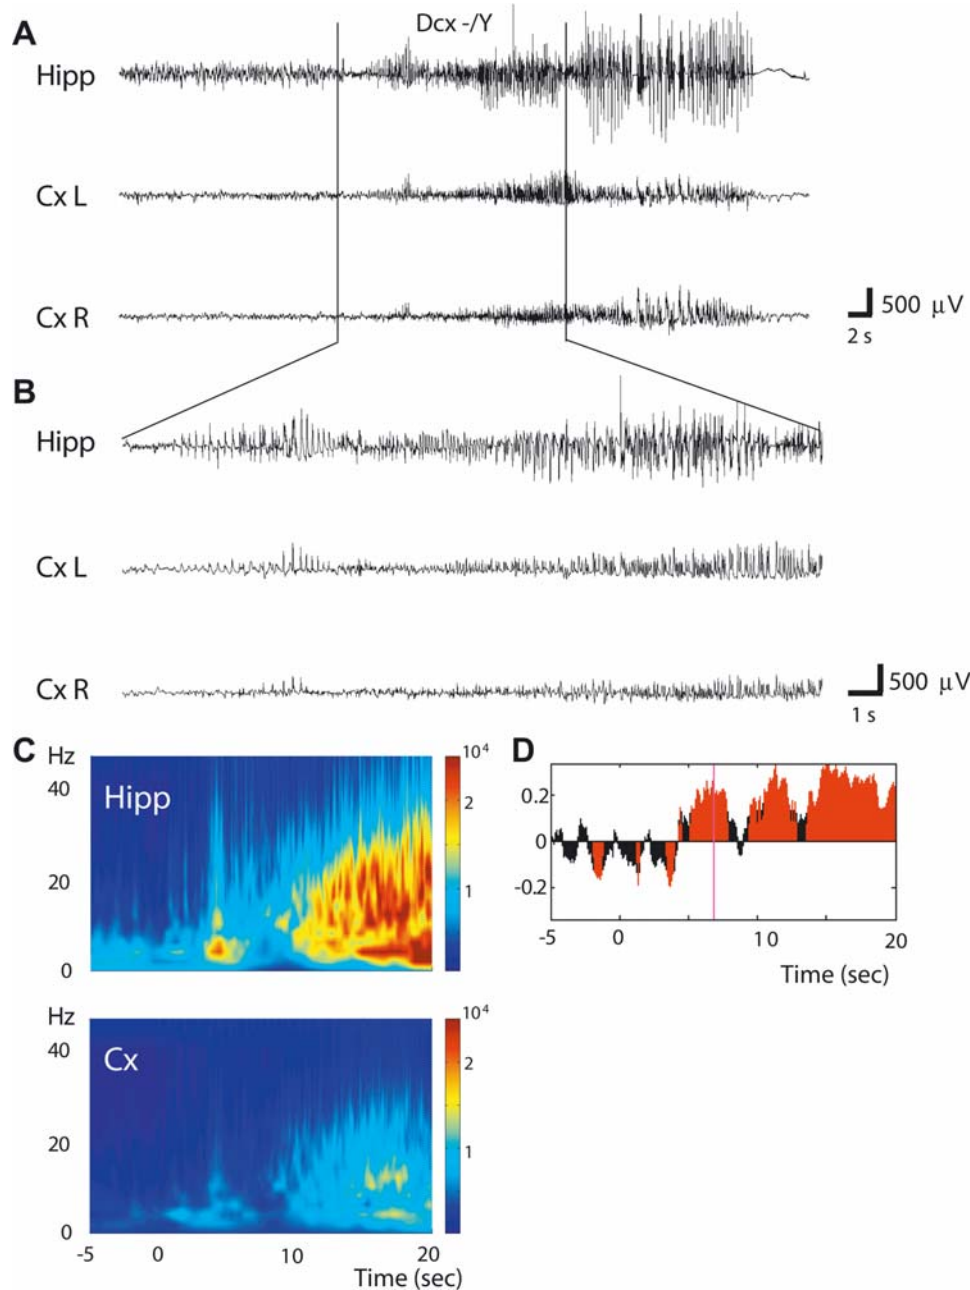 A
Dcx -/Y
Hipp
Cx L
Cx R
500 µV
2 s
B
Hipp
Cx L
Cx R
500 µV
1 s
C
Hz
40
20
0
Hipp
10⁴
2
1
Hz
40
20
0
Cx
10⁴
2
1
-5 0 10 20
Time (sec)
D
0.2
0
-0.2
-5 0 10 20
Time (sec)